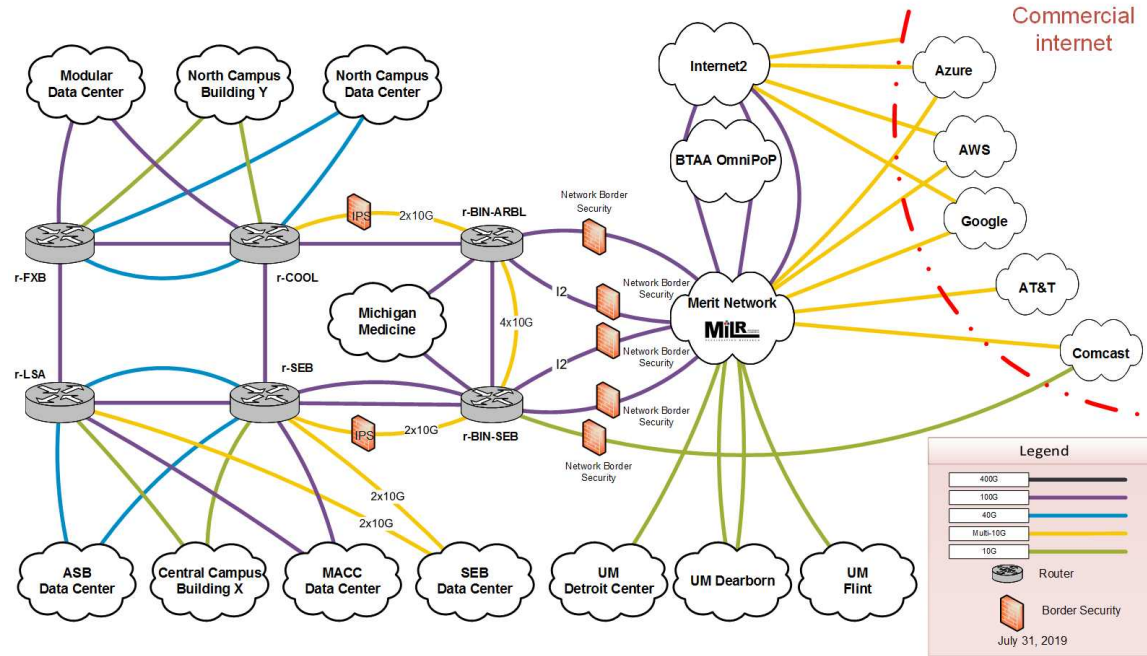 Commercial
internet
Modular
Data Center
North Campus
Building Y
North Campus
Data Center
Internet2
Azure
BTAA OmniPoP
AWS
Google
AT&T
Comcast
IPS
2x10G
r-BIN-ARBL
Network Border
Security
r-FXB
r-COOL
I2
Network Border
Security
Michigan
Medicine
4x10G
Merit Network
MiLR
Network Border
Security
I2
r-LSA
r-SEB
Network Border
Security
IPS
2x10G
r-BIN-SEB
Network Border
Security
2x10G
2x10G
ASB
Data Center
Central Campus
Building X
MACC
Data Center
SEB
Data Center
UM
Detroit Center
UM Dearborn
UM
Flint
Legend
400G
100G
40G
Multi-10G
10G
Router
Border Security
July 31, 2019